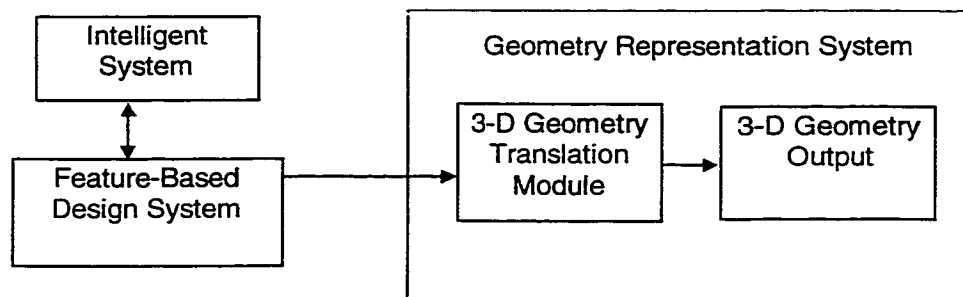 Intelligent
System
Geometry Representation System
3-D Geometry
Translation
Module
3-D Geometry
Output
Feature-Based
Design System